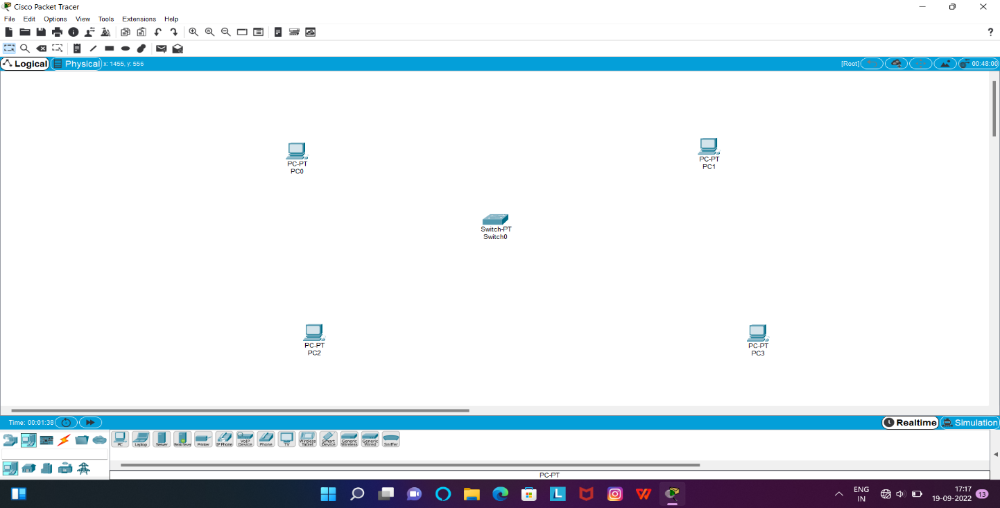 Cisco Packet Tracer
File Edit Options View Tools Extensions Help
?
Logical Physical x: 1455, y: 556 [Root] 00:48:00
PC-PT
PC0
PC-PT
PC1
Switch-PT
Switch0
PC-PT
PC2
PC-PT
PC3
Time: 00:01:38 Realtime Simulation
PC Laptop Server Printer IP Phone VoIP Device Phone TV Wireless Tablet Smart Device Generic Wireless Generic Wired Sniffer
PC-PT
ENG
IN
17:17
19-09-2022
13